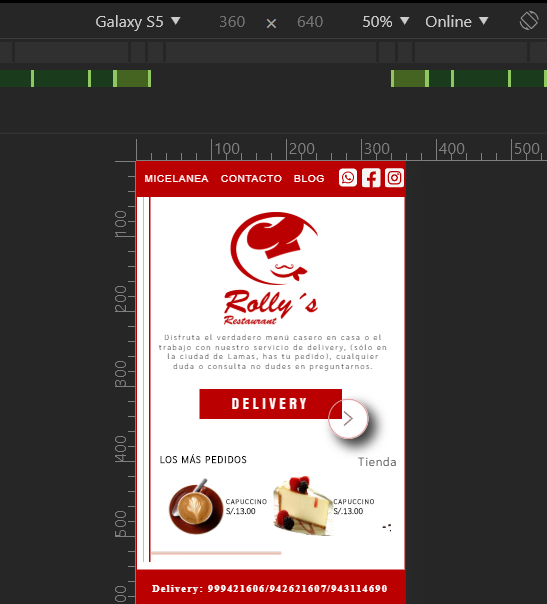 Galaxy S5 ▼ 360 × 640 50% ▼ Online ▼
100 200 300 400 500
100
200
300
400
500
MICELANEA CONTACTO BLOG
Rolly´s
Restaurant
Disfruta el verdadero menú casero en casa o el
trabajo con nuestro servicio de delivery, (sólo en
la ciudad de Lamas, has tu pedido), cualquier
duda o consulta no dudes en preguntarnos.
DELIVERY
LOS MÁS PEDIDOS
Tienda
CAPUCCINO
S/.13.00
CAPUCCINO
S/.13.00
Delivery: 999421606/942621607/943114690